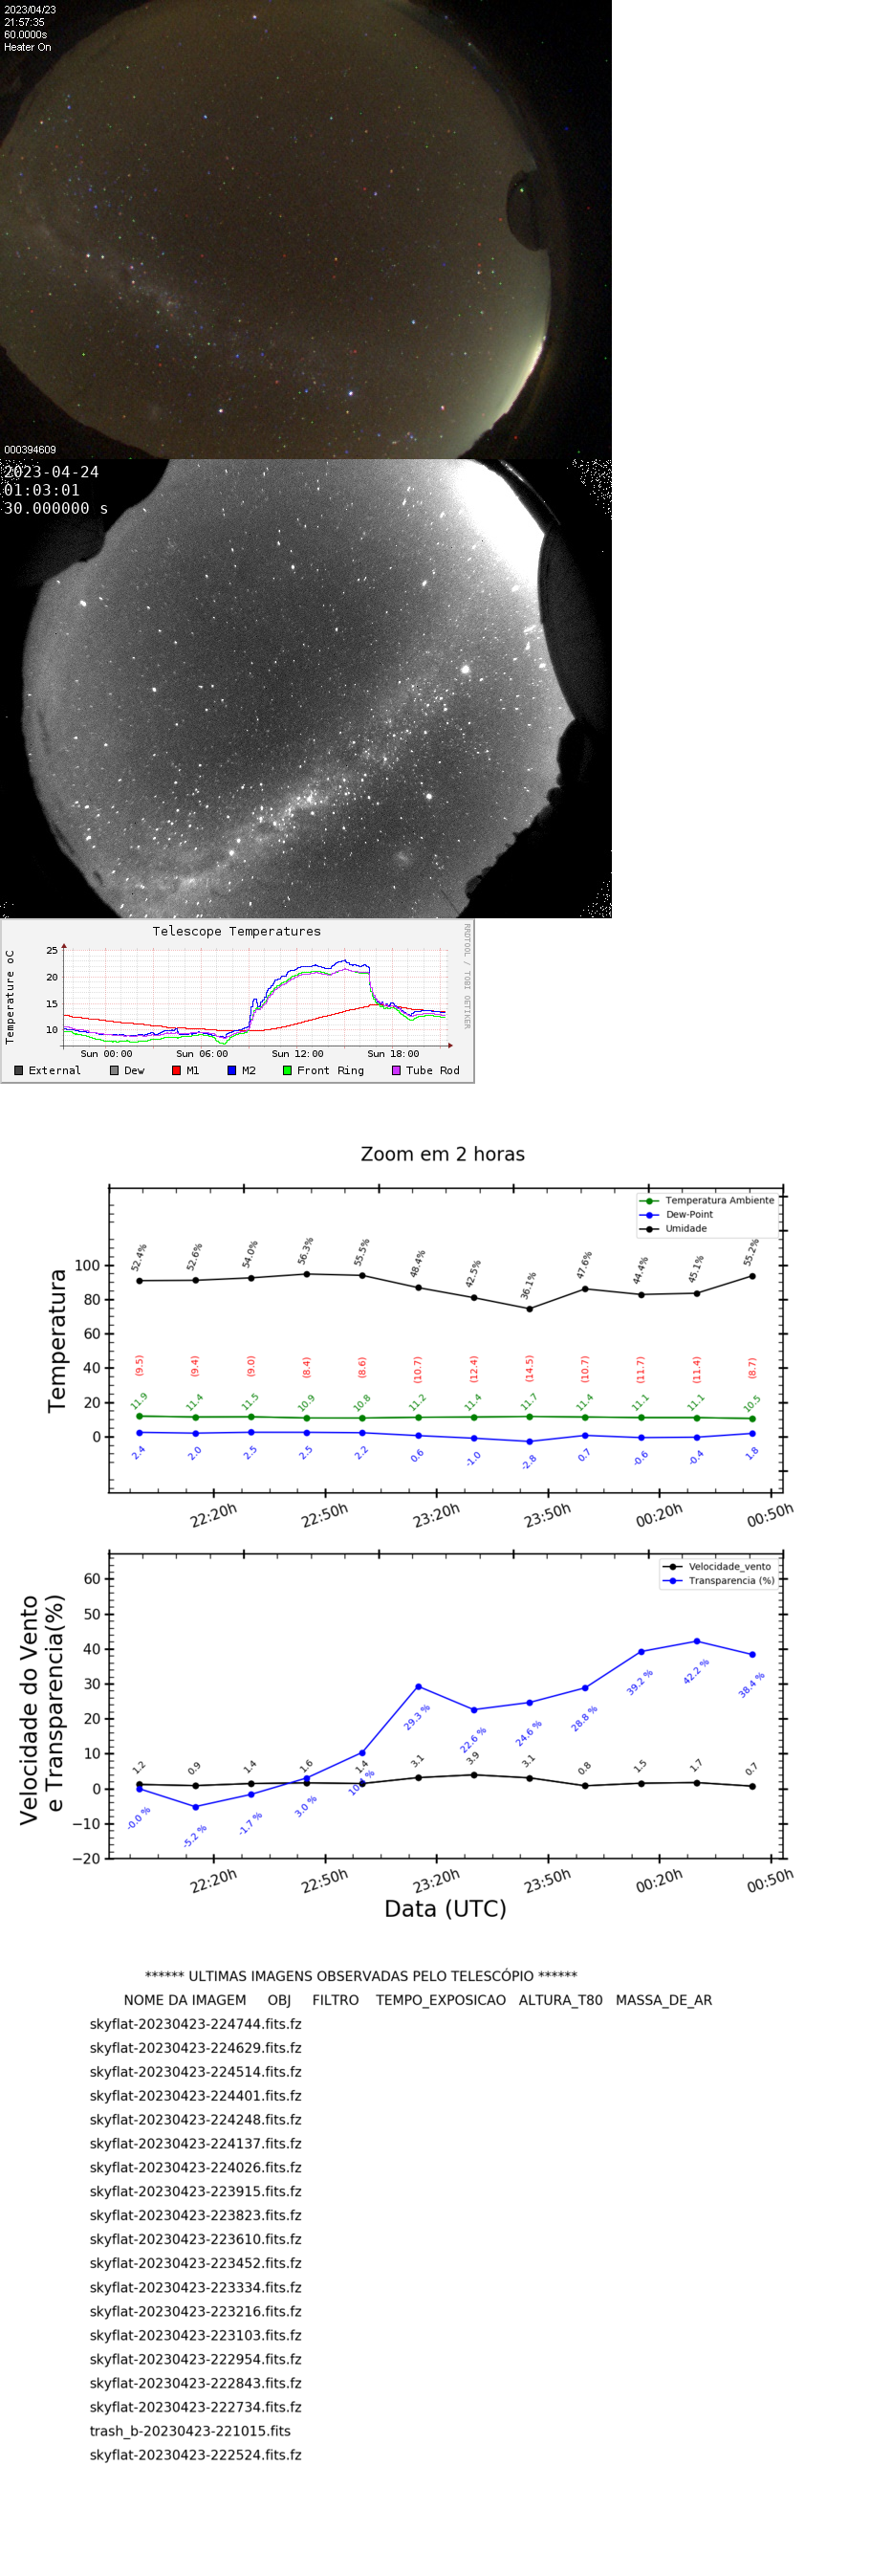 2023/04/23
21:57:35
60.0000s
Heater On
000394609
2023-04-24
01:03:01
30.000000 s
Telescope Temperatures
RRDTOOL / TOBI OETIKER
Temperature oC
25
20
15
10
Sun 00:00 Sun 06:00 Sun 12:00 Sun 18:00
External Dew M1 M2 Front Ring Tube Rod
Zoom em 2 horas
Temperatura Ambiente
Dew-Point
Umidade
Temperatura
100
80
60
40
20
0
52.4% 52.6% 54.0% 56.3% 55.5% 48.4% 42.5% 36.1% 47.6% 44.4% 45.1% 55.2%
(9.5) (9.4) (9.0) (8.4) (8.6) (10.7) (12.4) (14.5) (10.7) (11.7) (11.4) (8.7)
11.9 11.4 11.5 10.9 10.8 11.2 11.4 11.7 11.4 11.1 11.1 10.5
2.4 2.0 2.5 2.5 2.2 0.6 -1.0 -2.8 0.7 -0.6 -0.4 1.8
22:20h 22:50h 23:20h 23:50h 00:20h 00:50h
Velocidade_vento
Transparencia (%)
Velocidade do Vento
e Transparencia(%)
60
50
40
30
20
10
0
−10
−20
1.2 0.9 1.4 1.6 1.4 3.1 3.9 3.1 0.8 1.5 1.7 0.7
-0.0 % -5.2 % -1.7 % 3.0 % 29.3 % 22.6 % 24.6 % 28.8 % 39.2 % 42.2 % 38.4 %
22:20h 22:50h 23:20h 23:50h 00:20h 00:50h
Data (UTC)
****** ULTIMAS IMAGENS OBSERVADAS PELO TELESCÓPIO ******
NOME DA IMAGEM OBJ FILTRO TEMPO_EXPOSICAO ALTURA_T80 MASSA_DE_AR
skyflat-20230423-224744.fits.fz
skyflat-20230423-224629.fits.fz
skyflat-20230423-224514.fits.fz
skyflat-20230423-224401.fits.fz
skyflat-20230423-224248.fits.fz
skyflat-20230423-224137.fits.fz
skyflat-20230423-224026.fits.fz
skyflat-20230423-223915.fits.fz
skyflat-20230423-223823.fits.fz
skyflat-20230423-223610.fits.fz
skyflat-20230423-223452.fits.fz
skyflat-20230423-223334.fits.fz
skyflat-20230423-223216.fits.fz
skyflat-20230423-223103.fits.fz
skyflat-20230423-222954.fits.fz
skyflat-20230423-222843.fits.fz
skyflat-20230423-222734.fits.fz
trash_b-20230423-221015.fits
skyflat-20230423-222524.fits.fz